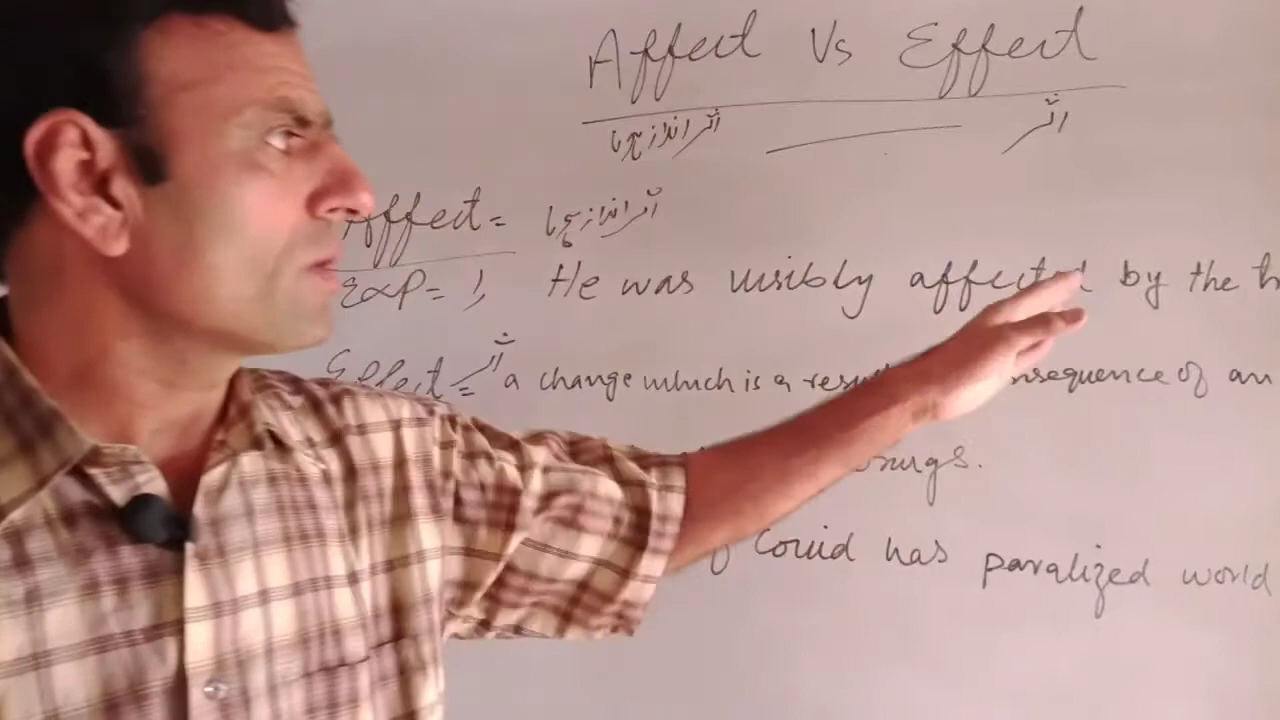 Affect Vs Effect
اثر انداز ہونا اثر
Affect = اثر انداز ہونا
Exp = 1, He was visibly affected by the
Effect = اثر a change which is a of an
of Covid has paralized world